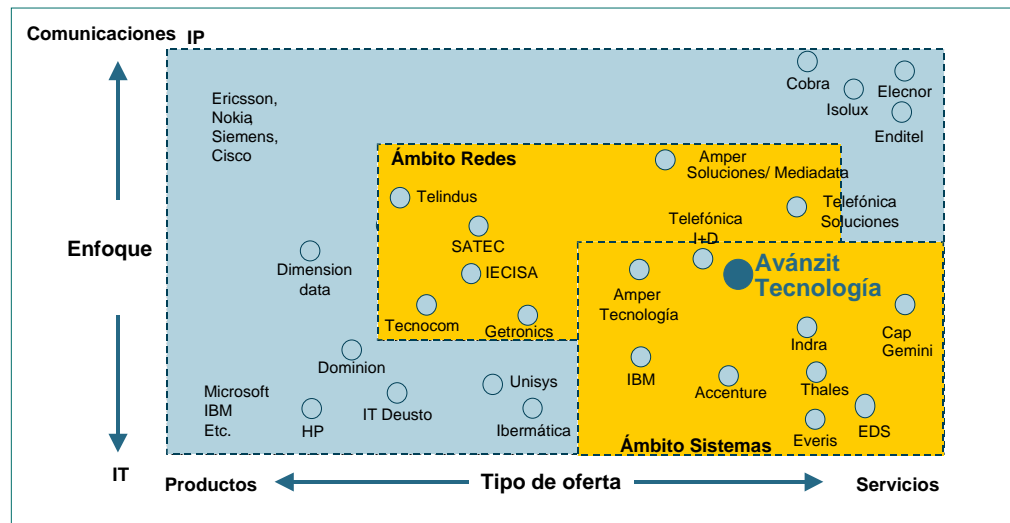 Comunicaciones IP
Cobra
Elecnor
Isolux
Enditel
Ericsson,
Nokia,
Siemens,
Cisco
Ámbito Redes
Amper
Soluciones/ Mediadata
Telindus
Telefónica
Soluciones
Telefónica
I+D
SATEC
Enfoque
Dimension
data
IECISA
Avánzit
Tecnología
Amper
Tecnología
Tecnocom
Getronics
Indra
Cap
Gemini
Dominion
IBM
Accenture
Thales
Microsoft
IBM
Etc.
HP
IT Deusto
Unisys
Ibermática
Everis
EDS
Ámbito Sistemas
IT
Productos
Tipo de oferta
Servicios